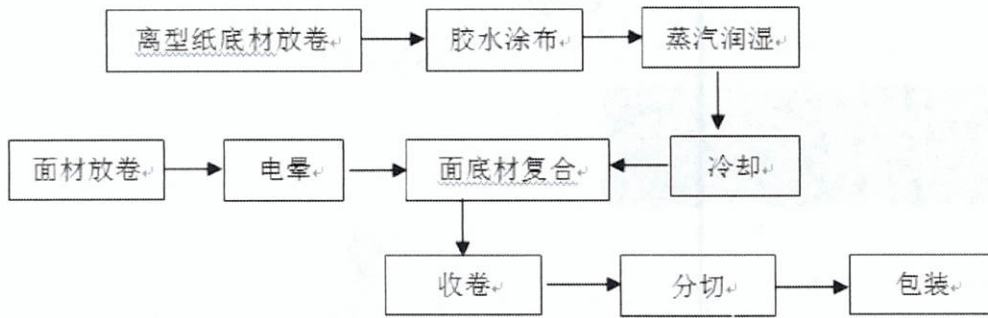 离型纸底材放卷
胶水涂布
蒸汽润湿
面材放卷
电晕
面底材复合
冷却
收卷
分切
包装